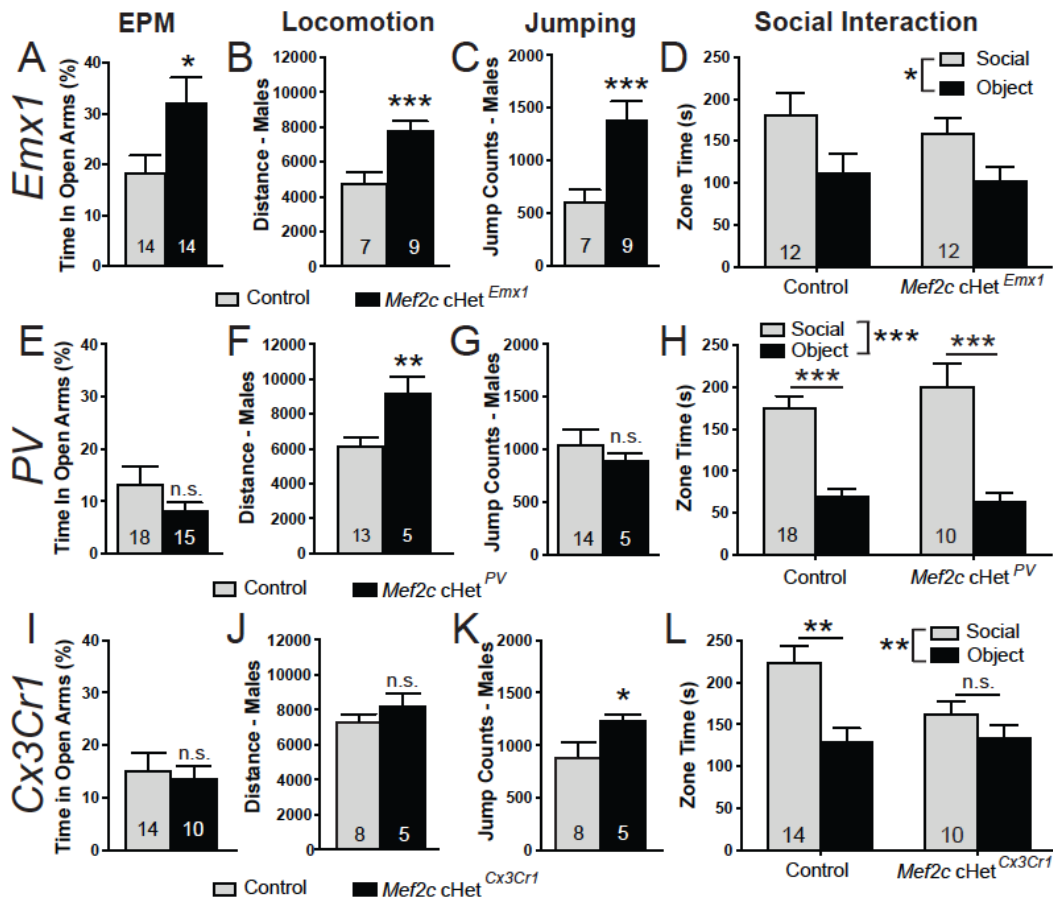 EPM Locomotion Jumping Social Interaction
Emx1
A
Time In Open Arms (%)
40
30
20
10
0
*
14 14
B
Distance - Males
12000
10000
8000
6000
4000
2000
0
***
7 9
C
Jump Counts - Males
2000
1500
1000
500
0
***
7 9
D
Zone Time (s)
250
200
150
100
50
0
* Social
Object
12 12
Control Mef2c cHet Emx1
Control Mef2c cHet Emx1
PV
E
Time In Open Arms (%)
40
30
20
10
0
n.s.
18 15
F
Distance - Males
12000
10000
8000
6000
4000
2000
0
**
13 5
G
Jump Counts - Males
2000
1500
1000
500
0
n.s.
14 5
H
Zone Time (s)
250
200
150
100
50
0
Social
Object
***
*** ***
18 10
Control Mef2c cHet PV
Control Mef2c cHet PV
Cx3Cr1
I
Time in Open Arms (%)
40
30
20
10
0
n.s.
14 10
J
Distance - Males
12000
10000
8000
6000
4000
2000
0
n.s.
8 5
K
Jump Counts - Males
2000
1500
1000
500
0
*
8 5
L
Zone Time (s)
250
200
150
100
50
0
** Social
Object
** n.s.
14 10
Control Mef2c cHet Cx3Cr1
Control Mef2c cHet Cx3Cr1